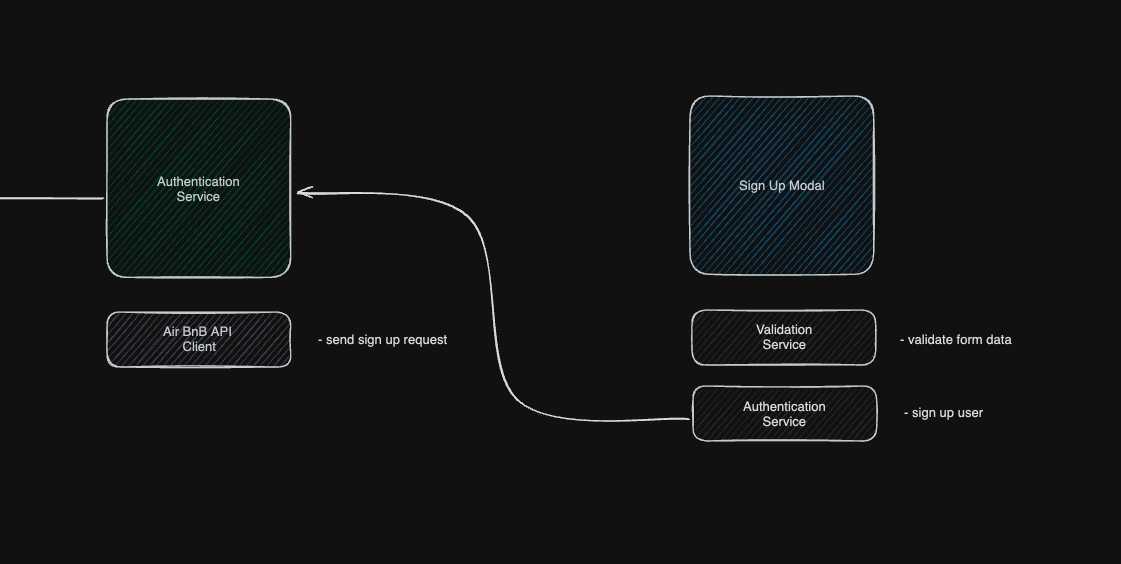 Authentication
Service
Sign Up Modal
Air BnB API
Client
- send sign up request
Validation
Service
- validate form data
Authentication
Service
- sign up user